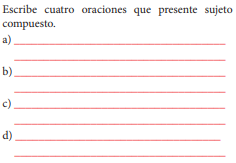 Escribe cuatro oraciones que presente sujeto
compuesto.
a)
b)
c)
d)